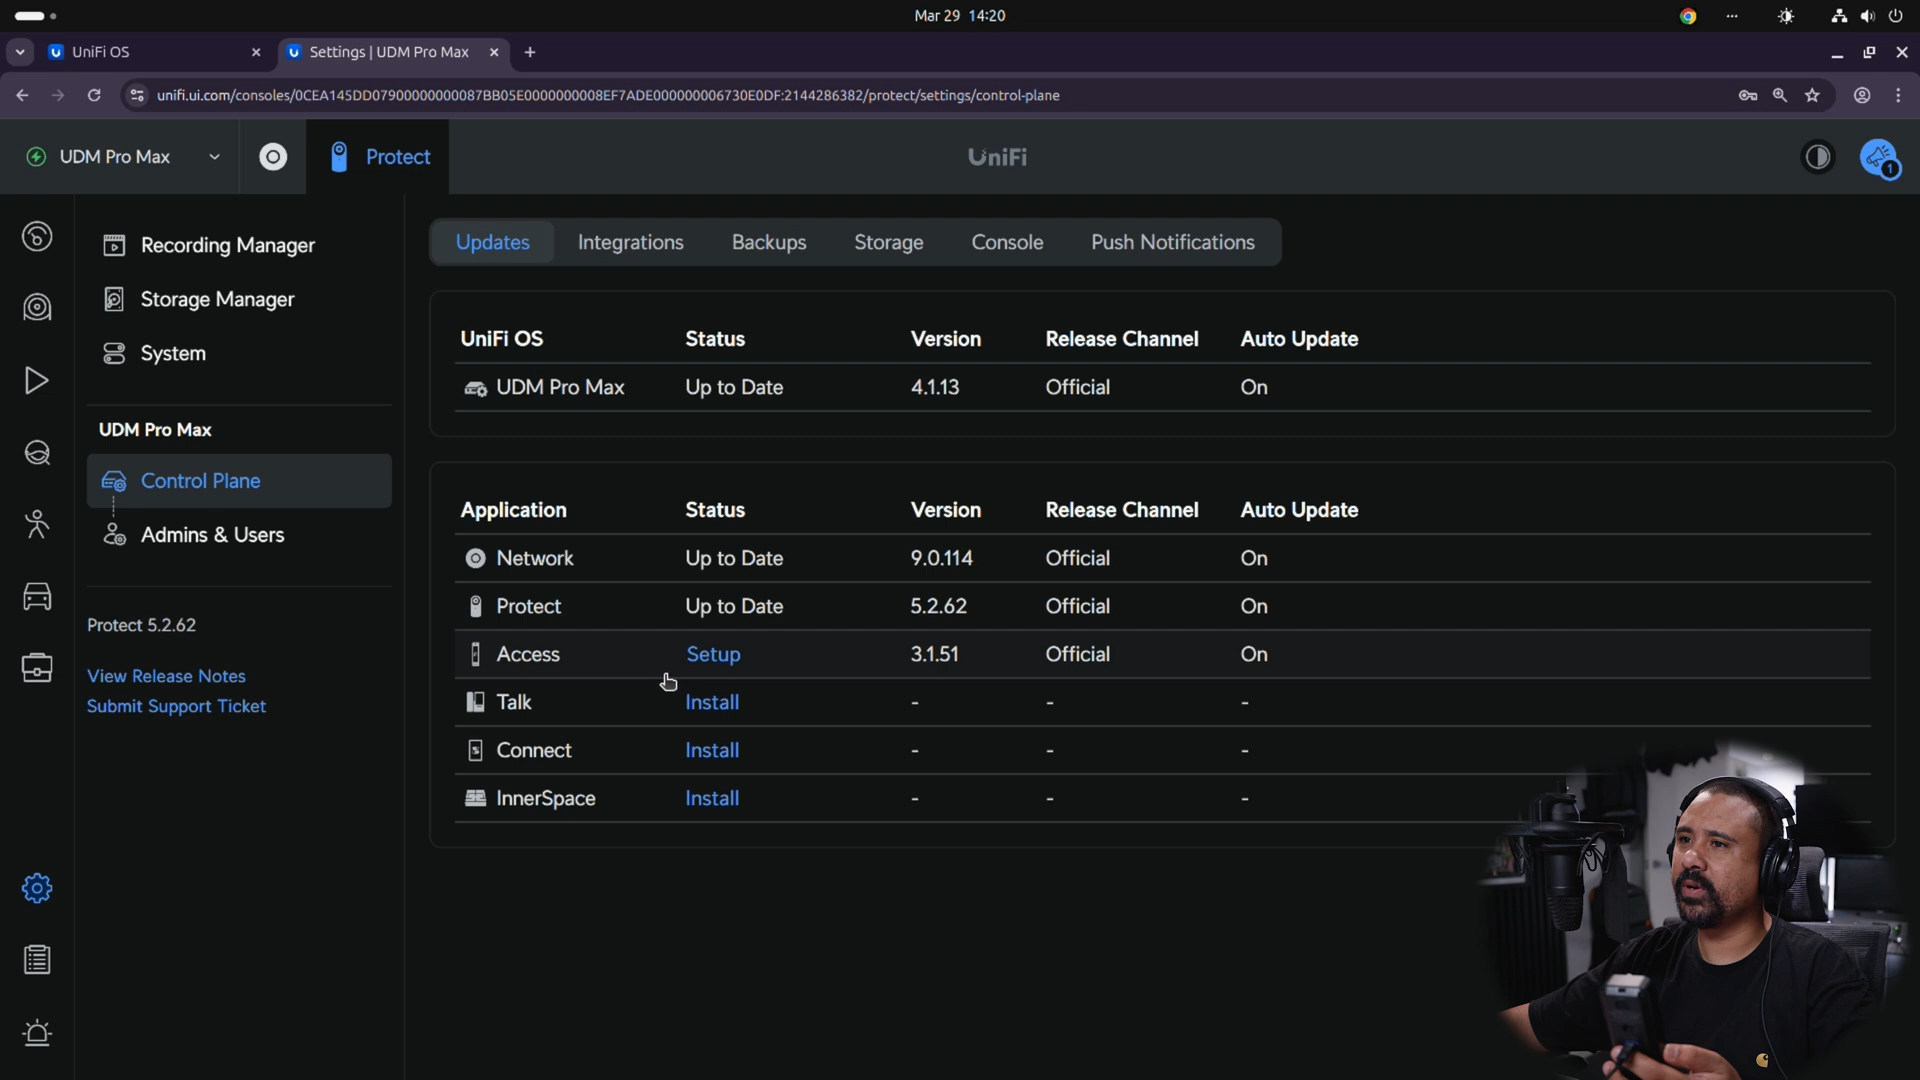 Mar 29 14:20
UniFi OS
Settings | UDM Pro Max
unifi.ui.com/consoles/0CEA145DD07900000000087BB05E0000000008EF7ADE000000006730E0DF:2144286382/protect/settings/control-plane
UDM Pro Max
Protect
UniFi
1
Recording Manager
Storage Manager
System
UDM Pro Max
Control Plane
Admins & Users
Protect 5.2.62
View Release Notes
Submit Support Ticket
Updates Integrations Backups Storage Console Push Notifications
UniFi OS Status Version Release Channel Auto Update
UDM Pro Max Up to Date 4.1.13 Official On
Application Status Version Release Channel Auto Update
Network Up to Date 9.0.114 Official On
Protect Up to Date 5.2.62 Official On
Access Setup 3.1.51 Official On
Talk Install - - -
Connect Install - - -
InnerSpace Install - - -